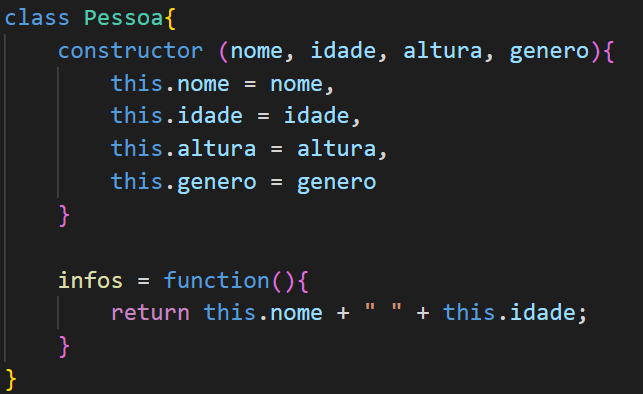 class Pessoa{
constructor (nome, idade, altura, genero){
this.nome = nome,
this.idade = idade,
this.altura = altura,
this.genero = genero
}
infos = function(){
return this.nome + " " + this.idade;
}
}